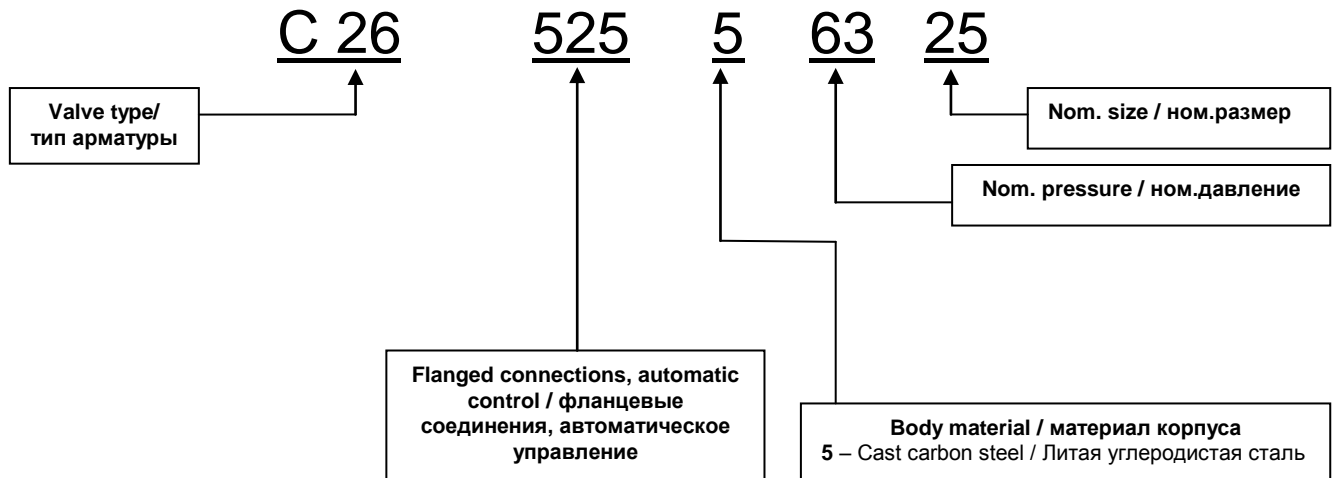 C 26 525 5 63 25
Valve type/
тип арматуры
Nom. size / ном.размер
Nom. pressure / ном.давление
Flanged connections, automatic
control / фланцевые
соединения, автоматическое
управление
Body material / материал корпуса
5 – Cast carbon steel / Литая углеродистая сталь